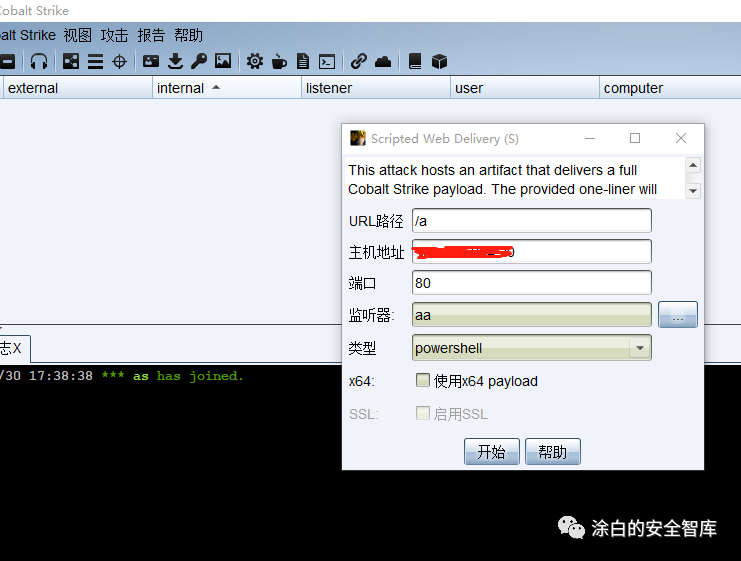 Cobalt Strike
alt Strike 视图 攻击 报告 帮助
external internal listener user computer
Scripted Web Delivery (S)
This attack hosts an artifact that delivers a full
Cobalt Strike payload. The provided one-liner will
URL路径 /a
主机地址
端口 80
监听器: aa ...
类型 powershell
x64: 使用x64 payload
SSL: 启用SSL
开始 帮助
志X
/30 17:38:38 *** as has joined.
涂白的安全智库